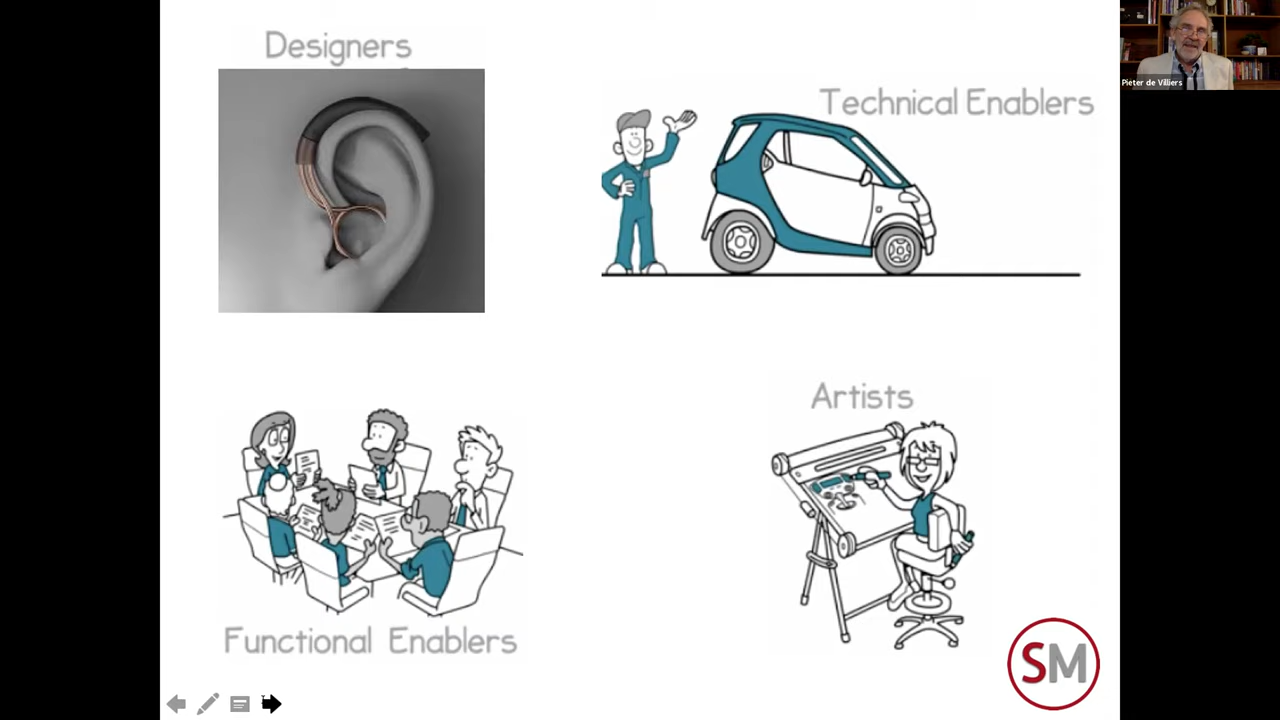 Designers
Technical Enablers
Pieter de Villiers
Artists
Functional Enablers
SM